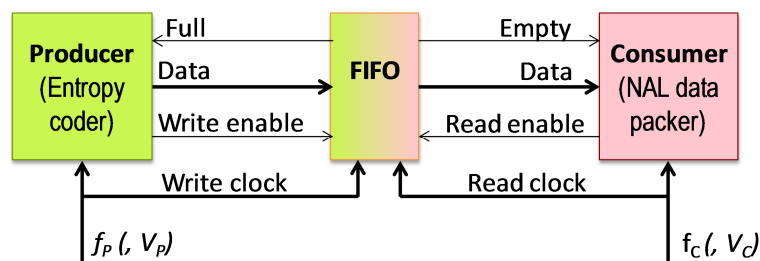 Full
Empty
Producer
(Entropy
coder)
Data
FIFO
Data
Consumer
(NAL data
packer)
Write enable
Read enable
Write clock
Read clock
fP (, VP)
fC (, VC)